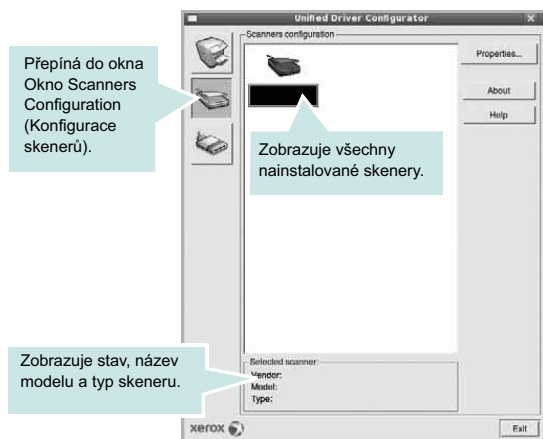 Unified Driver Configurator
Scanners configuration
Přepíná do okna
Okno Scanners
Configuration
(Konfigurace
skenerů).
Properties...
About
Help
Zobrazuje všechny
nainstalované skenery.
Zobrazuje stav, název
modelu a typ skeneru.
Selected scanner:
Vendor:
Model:
Type:
xerox
Exit